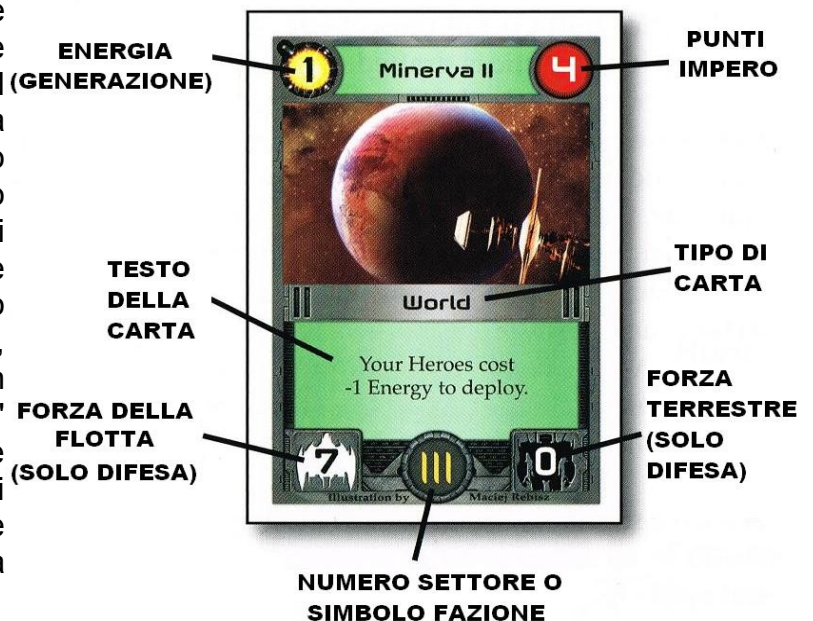 ENERGIA
(GENERAZIONE)
1
Minerva II
4
PUNTI
IMPERO
TESTO
DELLA
CARTA
World
TIPO DI
CARTA
Your Heroes cost
-1 Energy to deploy.
FORZA DELLA
FLOTTA
(SOLO DIFESA)
7
III
0
FORZA
TERRESTRE
(SOLO
DIFESA)
Illustration by Maciej Rebisz
NUMERO SETTORE O
SIMBOLO FAZIONE